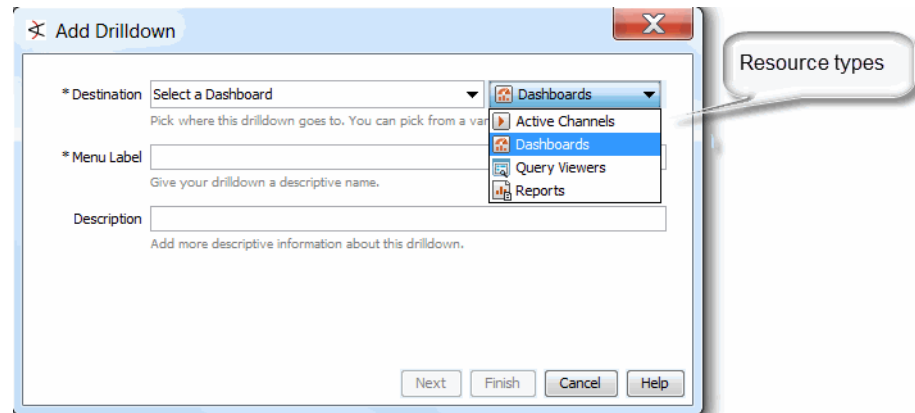 Add Drilldown
Resource types
* Destination Select a Dashboard Dashboards
Pick where this drilldown goes to. You can pick from a
Active Channels
Dashboards
* Menu Label
Query Viewers
Give your drilldown a descriptive name.
Reports
Description
Add more descriptive information about this drilldown.
Next Finish Cancel Help